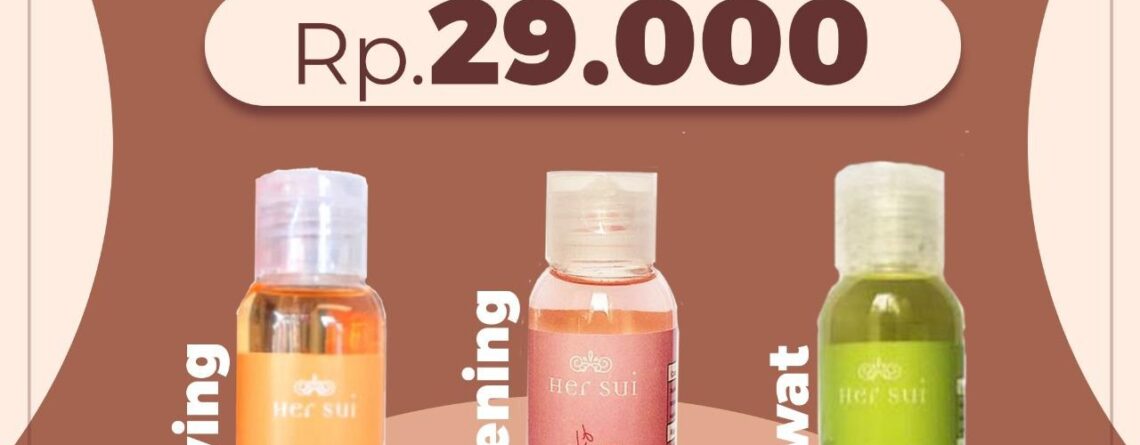 Rp.29.000
ving
Her sui
ening
Her sui
wat
Her sui